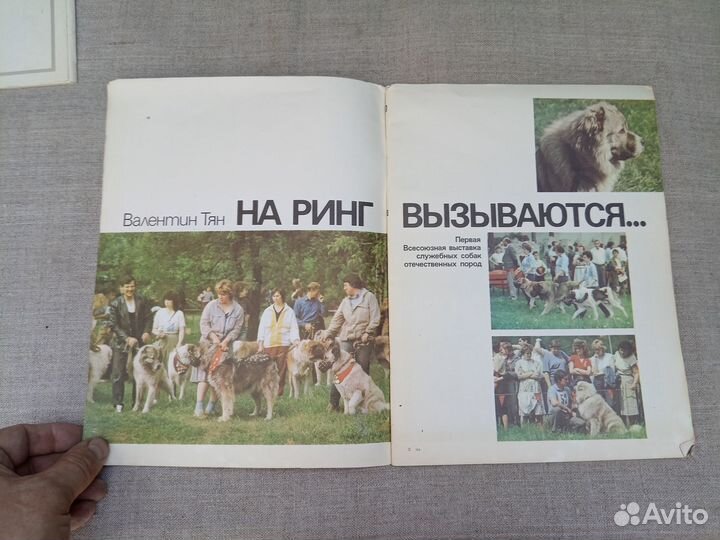 Валентин Тян НА РИНГ ВЫЗЫВАЮТСЯ...
Первая
Всесоюзная выставка
служебных собак
отечественных пород
Avito